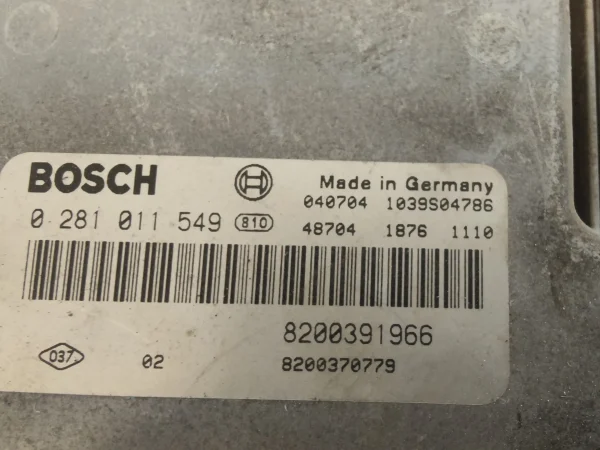 BOSCH
Made in Germany
040704 1039S04786
0 281 011 549 810
48704 1876 1110
8200391966
037 02 8200370779